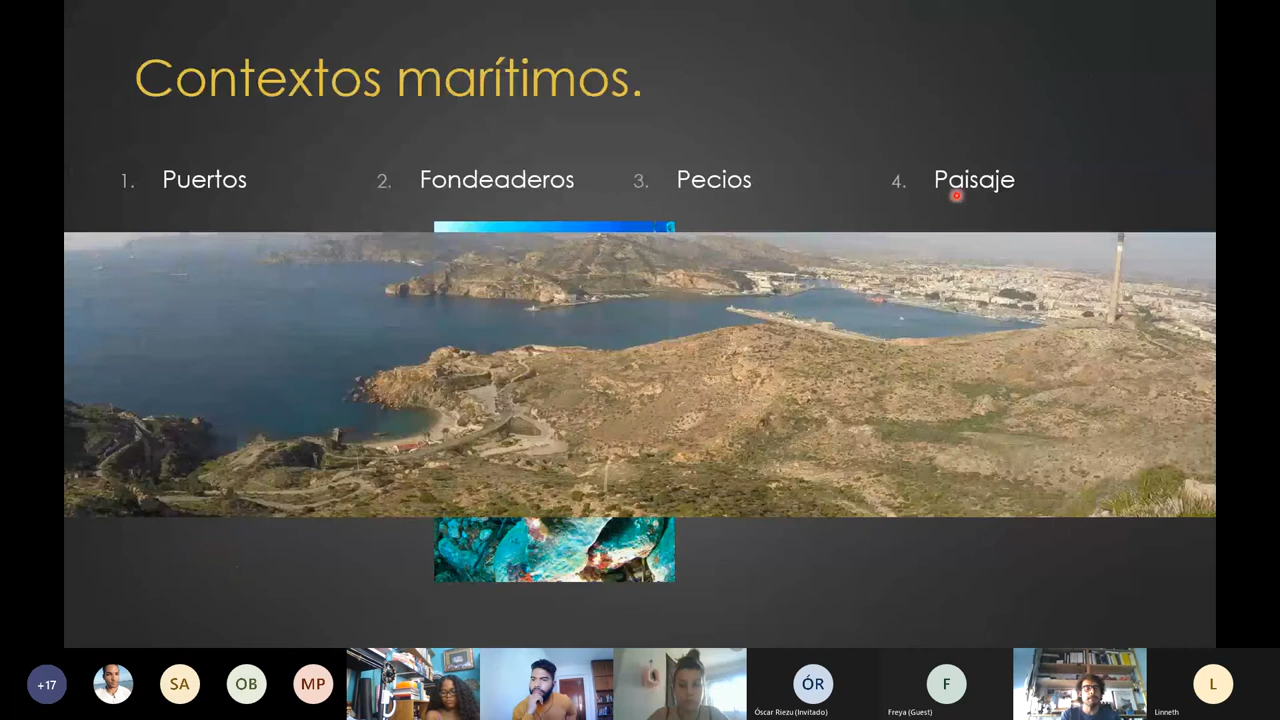 Contextos marítimos.
1. Puertos
2. Fondeaderos
3. Pecios
4. Paisaje
+17
SA
OB
MP
ÓR
Óscar Riezu (Invitado)
F
Freya (Guest)
L
Linneth